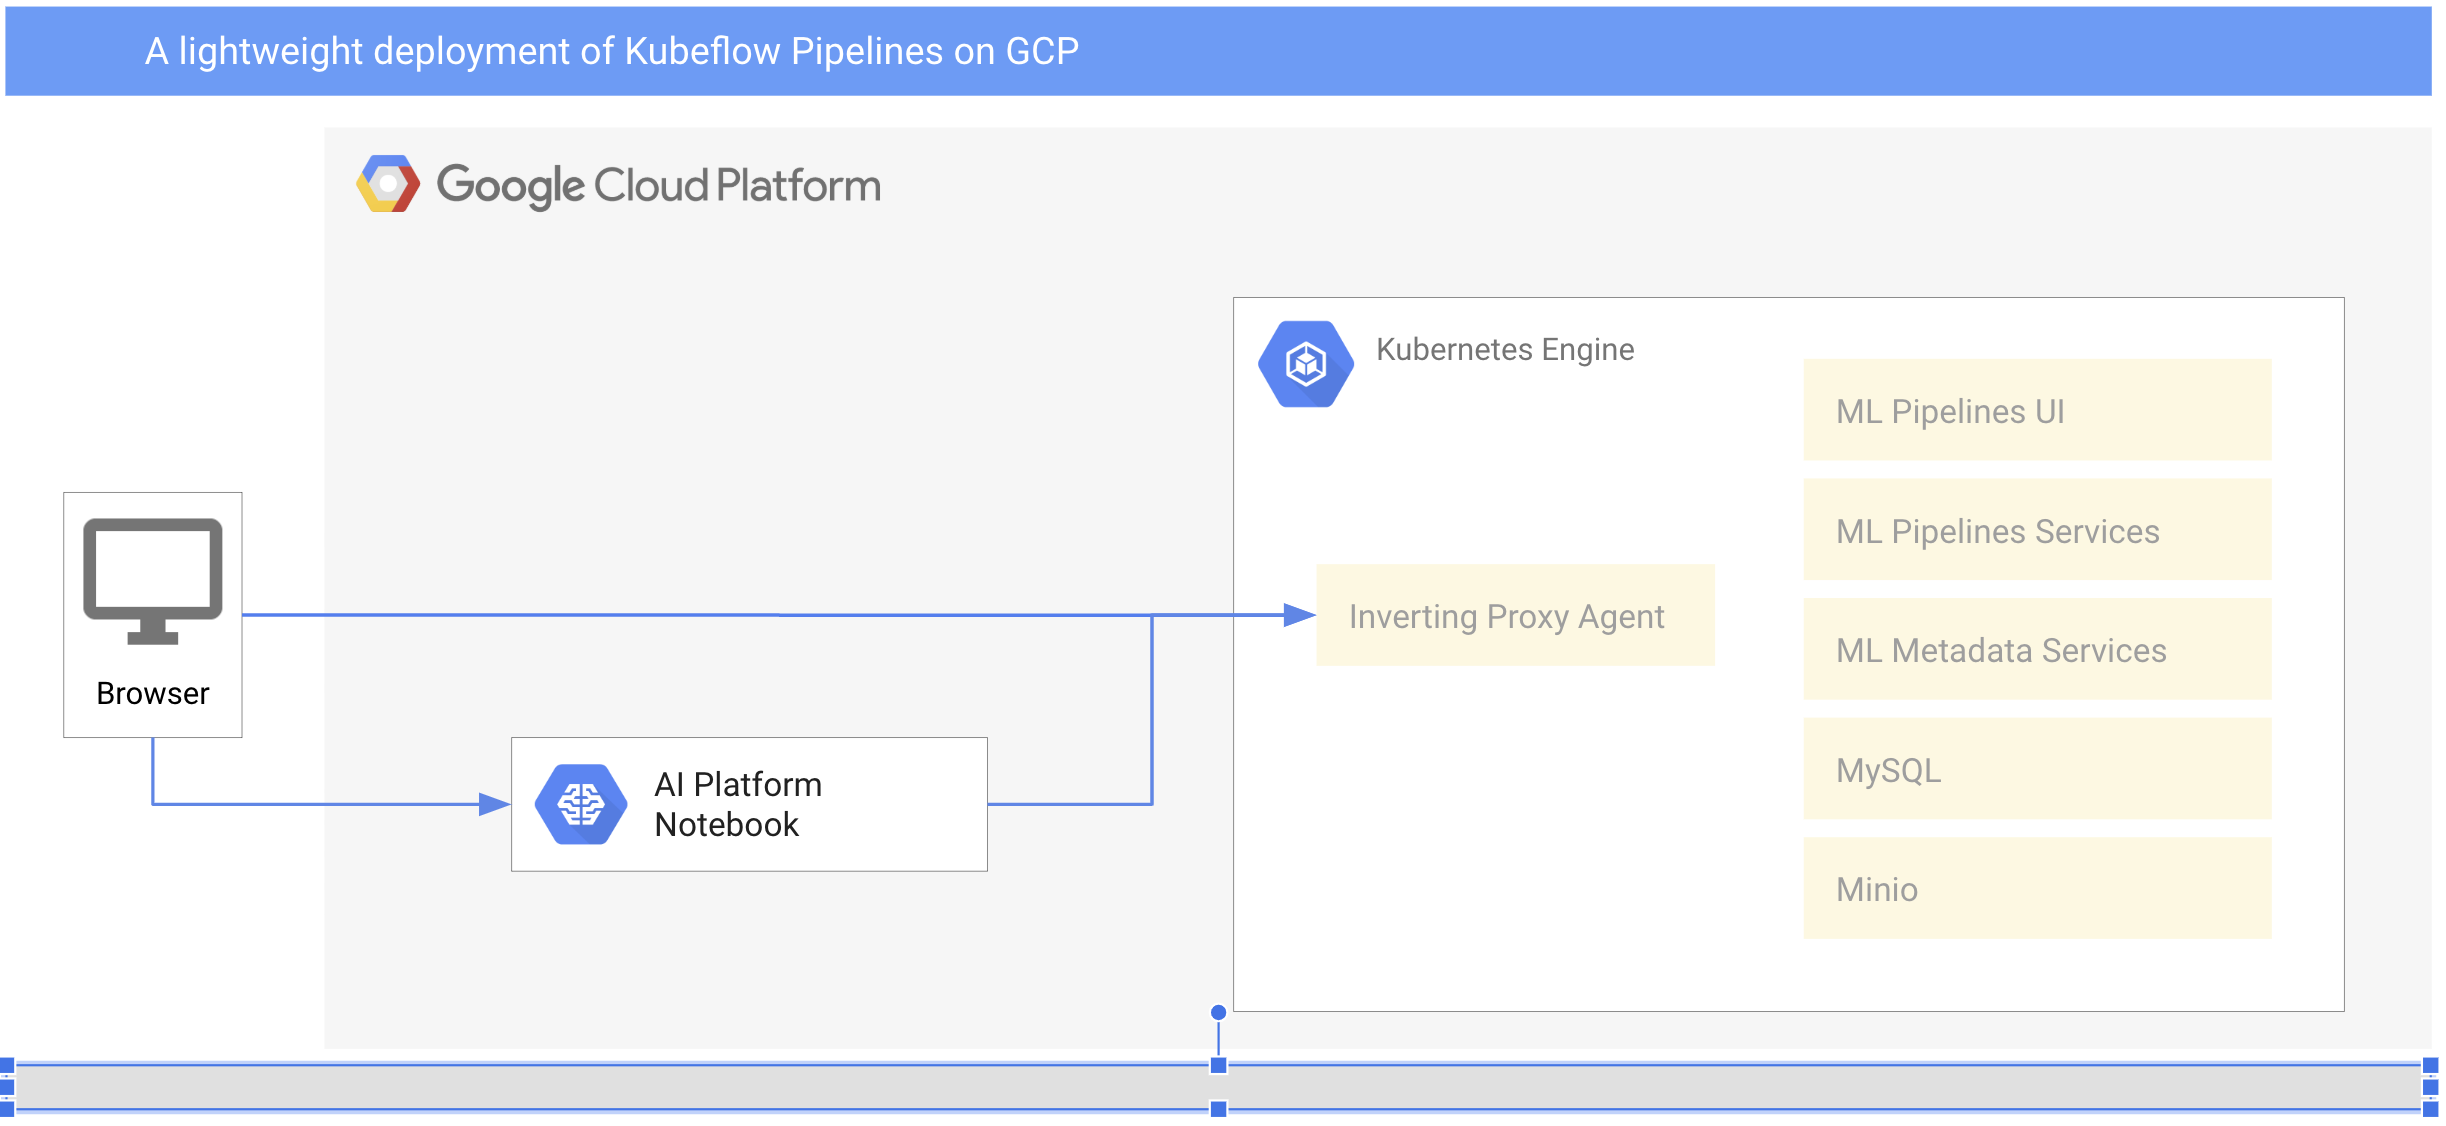 A lightweight deployment of Kubeflow Pipelines on GCP
Google Cloud Platform
Kubernetes Engine
ML Pipelines UI
ML Pipelines Services
Inverting Proxy Agent
ML Metadata Services
Browser
MySQL
AI Platform
Notebook
Minio